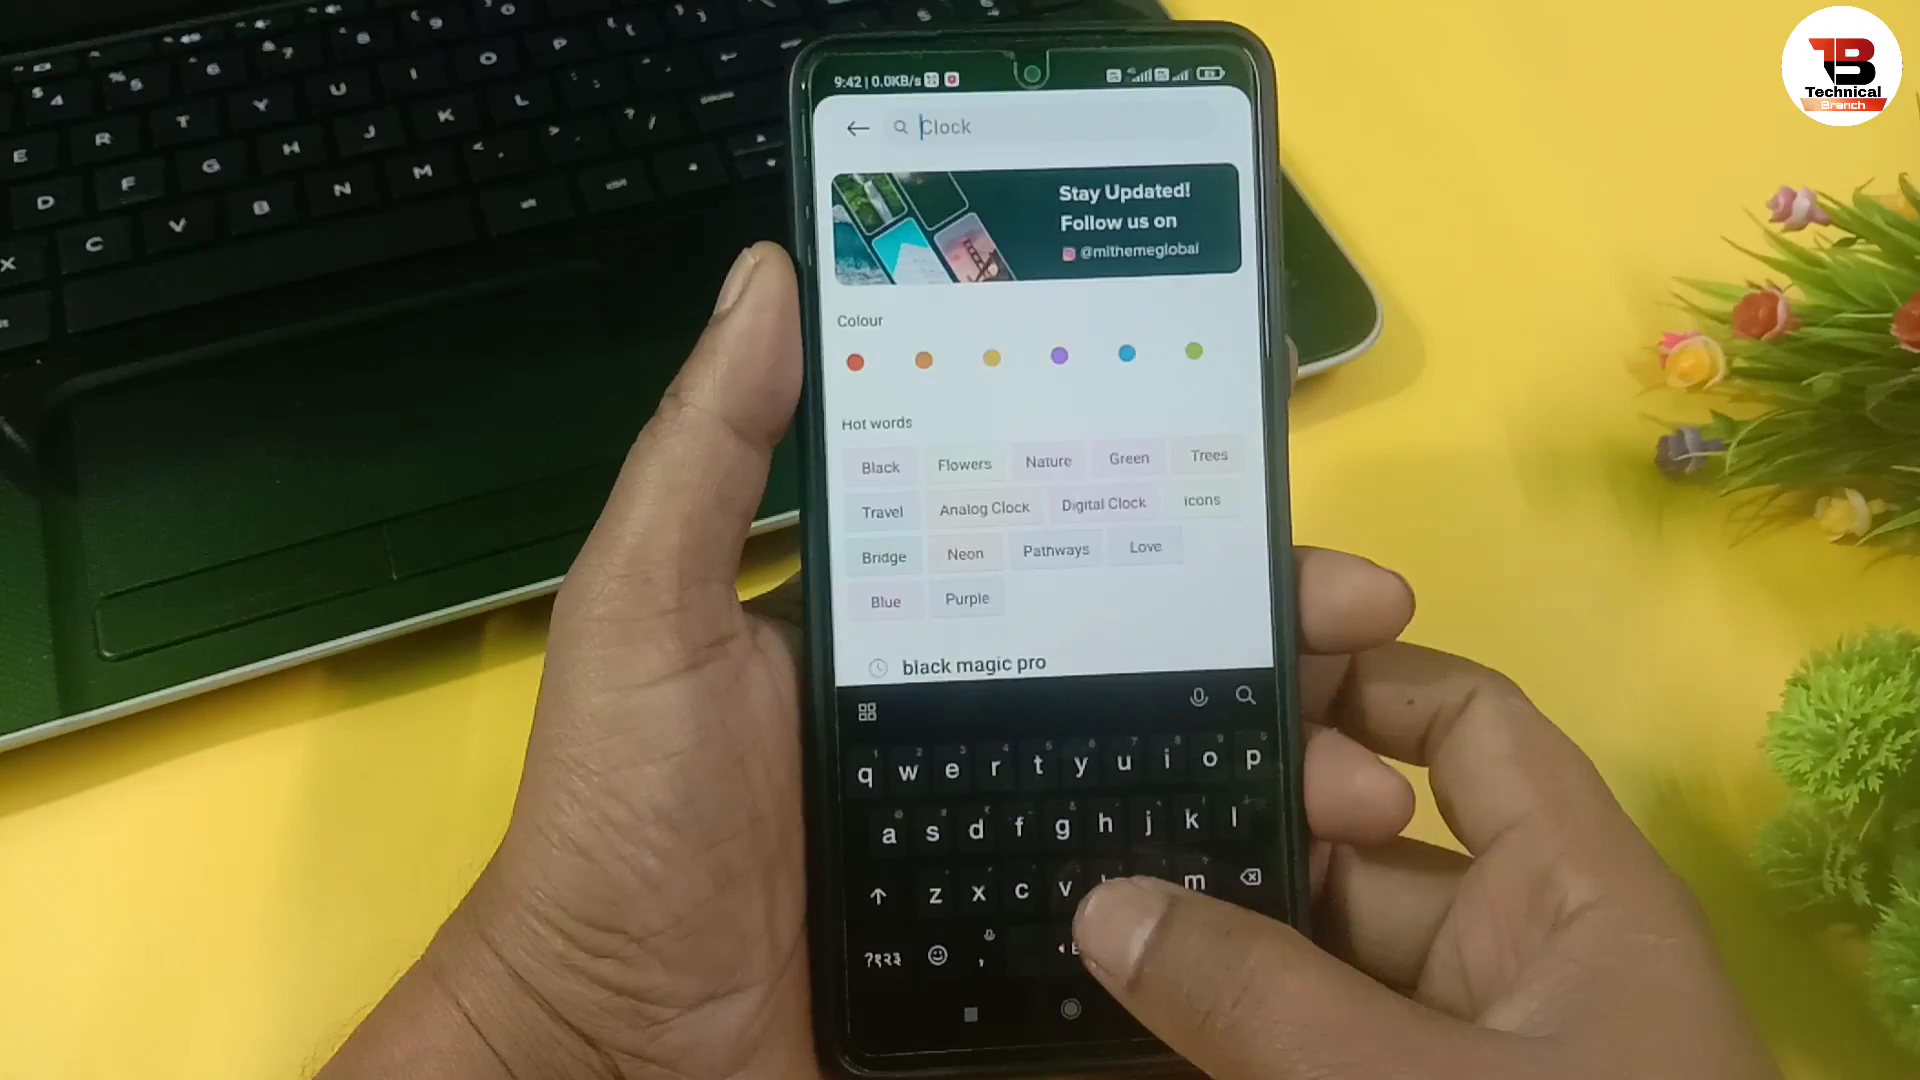 Technical
Branch
9:42 | 0.0KB/s
Clock
Stay Updated!
Follow us on
@mithemeglobal
Colour
Hot words
Black Flowers Nature Green Trees
Travel Analog Clock Digital Clock icons
Bridge Neon Pathways Love
Blue Purple
black magic pro
q w e r t y u i o p
a s d f g h j k l
z x c v m
?१२३ ,
E R T Y U I O P
D F G H J K L
X C V B N M